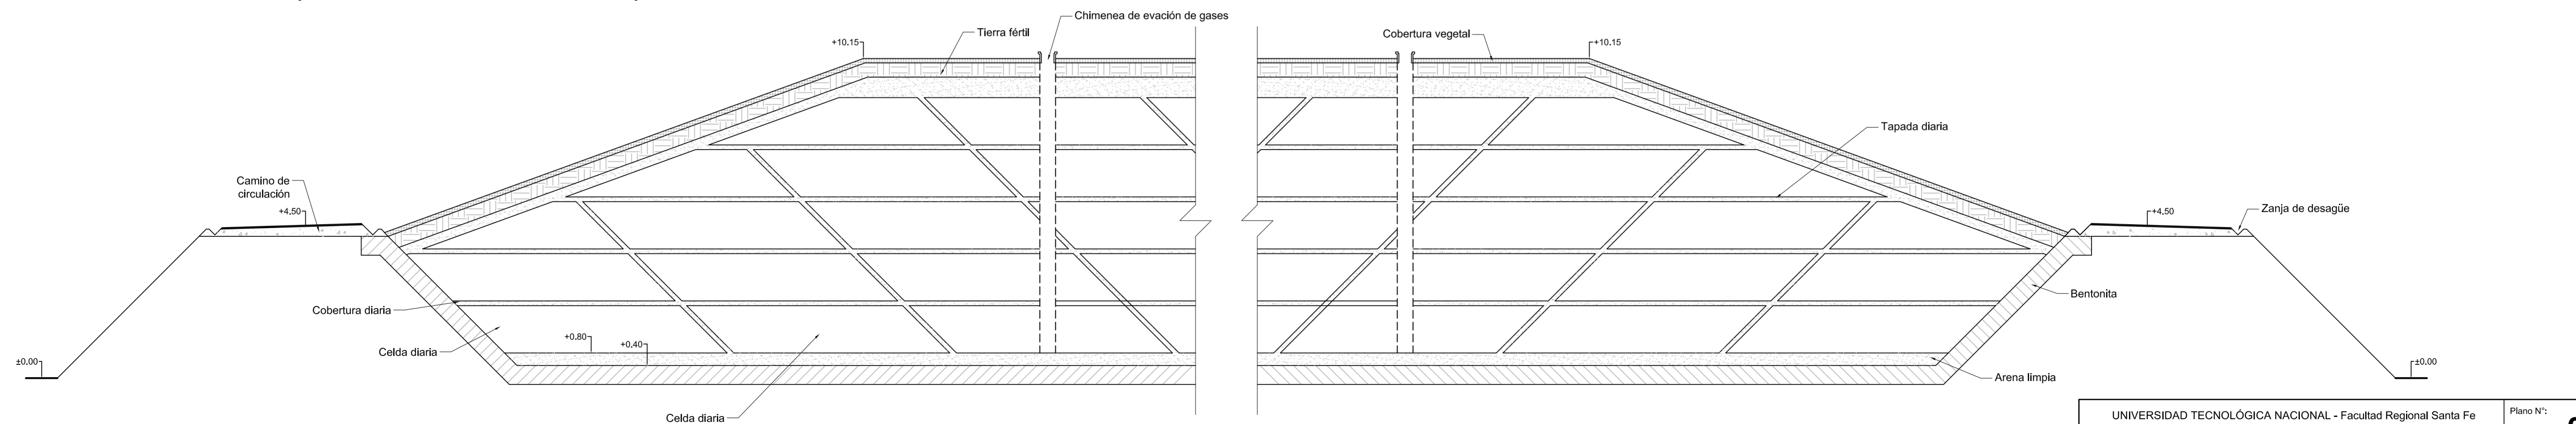 Chimenea de evación de gases
Tierra fértil
Cobertura vegetal
+10.15
+10.15
Tapada diaria
Camino de
circulación
+4,50
+4,50
Zanja de desagüe
Cobertura diaria
Bentonita
+0.80
+0.40
Celda diaria
±0.00
±0.00
Arena limpia
Celda diaria
UNIVERSIDAD TECNOLÓGICA NACIONAL - Facultad Regional Santa Fe
Plano N°: